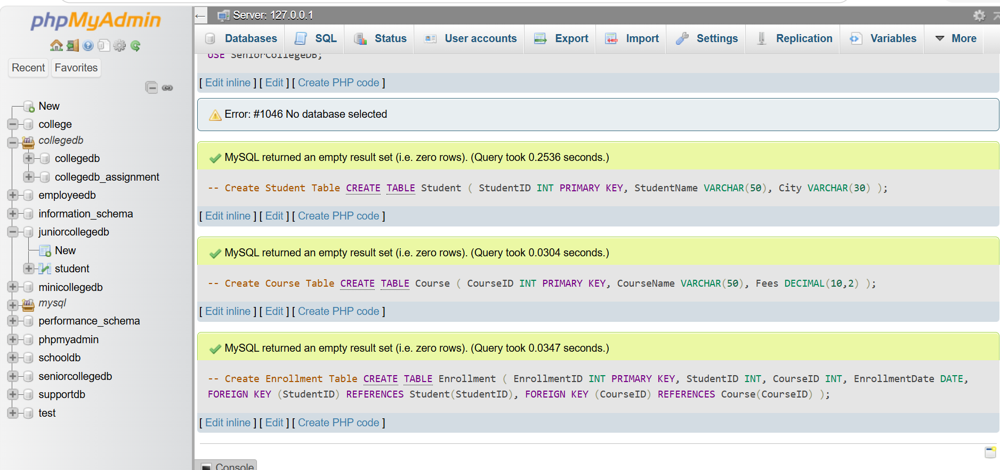 phpMyAdmin
Recent
Favorites
New
college
collegedb
collegedb
collegedb_assignment
employeedb
information_schema
juniorcollegedb
New
student
minicollegedb
mysql
performance_schema
phpmyadmin
schooldb
seniorcollegedb
supportdb
test
← Server: 127.0.0.1
Databases SQL Status User accounts Export Import Settings Replication Variables More
USE SeniorCollegeDB;
[ Edit inline ] [ Edit ] [ Create PHP code ]
Error: #1046 No database selected
MySQL returned an empty result set (i.e. zero rows). (Query took 0.2536 seconds.)
-- Create Student Table CREATE TABLE Student ( StudentID INT PRIMARY KEY, StudentName VARCHAR(50), City VARCHAR(30) );
[ Edit inline ] [ Edit ] [ Create PHP code ]
MySQL returned an empty result set (i.e. zero rows). (Query took 0.0304 seconds.)
-- Create Course Table CREATE TABLE Course ( CourseID INT PRIMARY KEY, CourseName VARCHAR(50), Fees DECIMAL(10,2) );
[ Edit inline ] [ Edit ] [ Create PHP code ]
MySQL returned an empty result set (i.e. zero rows). (Query took 0.0347 seconds.)
-- Create Enrollment Table CREATE TABLE Enrollment ( EnrollmentID INT PRIMARY KEY, StudentID INT, CourseID INT, EnrollmentDate DATE,
FOREIGN KEY (StudentID) REFERENCES Student(StudentID), FOREIGN KEY (CourseID) REFERENCES Course(CourseID) );
[ Edit inline ] [ Edit ] [ Create PHP code ]
Console